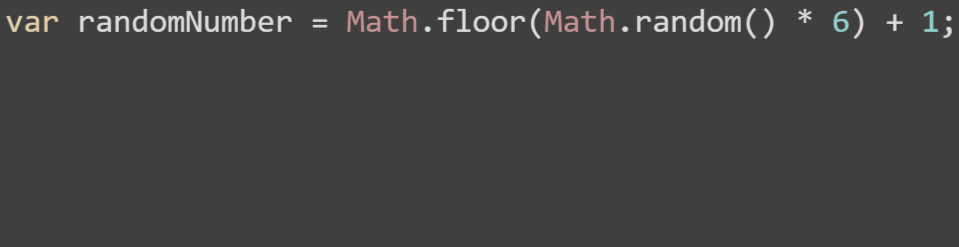 var randomNumber = Math.floor(Math.random() * 6) + 1;